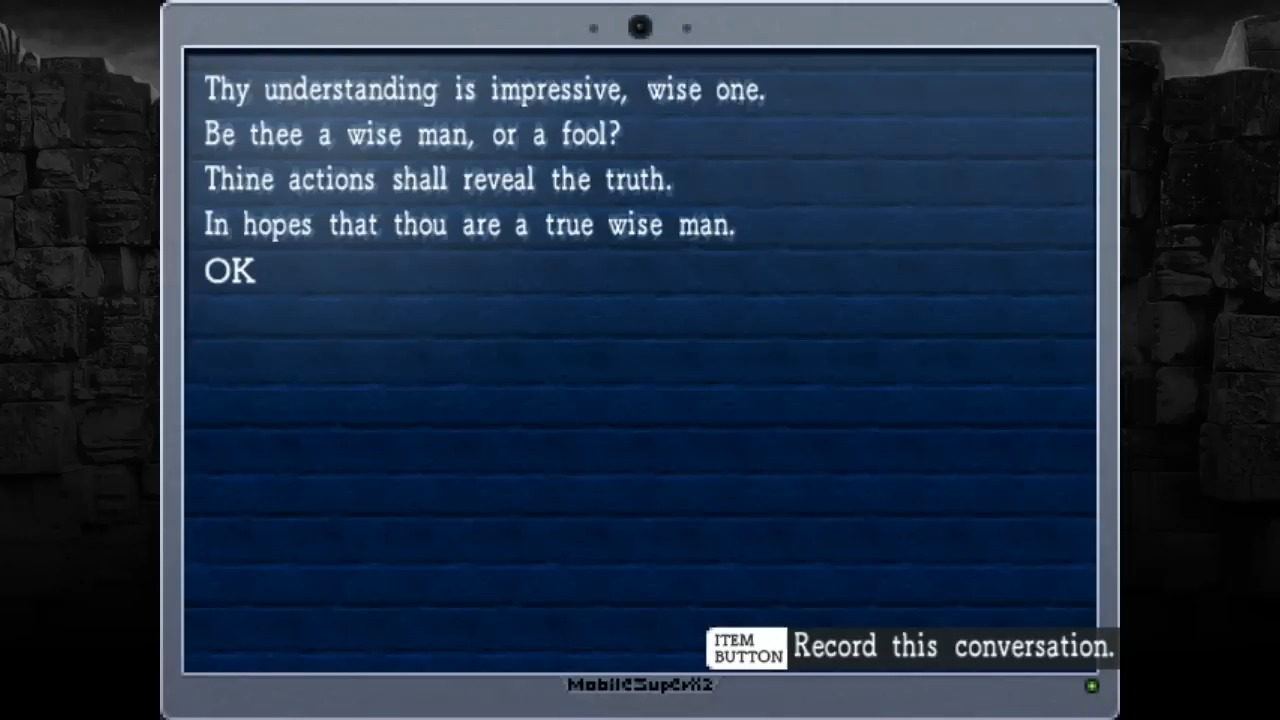 Thy understanding is impressive, wise one.
Be thee a wise man, or a fool?
Thine actions shall reveal the truth.
In hopes that thou are a true wise man.
OK
ITEM
BUTTON
Record this conversation.
MobileSuperX2